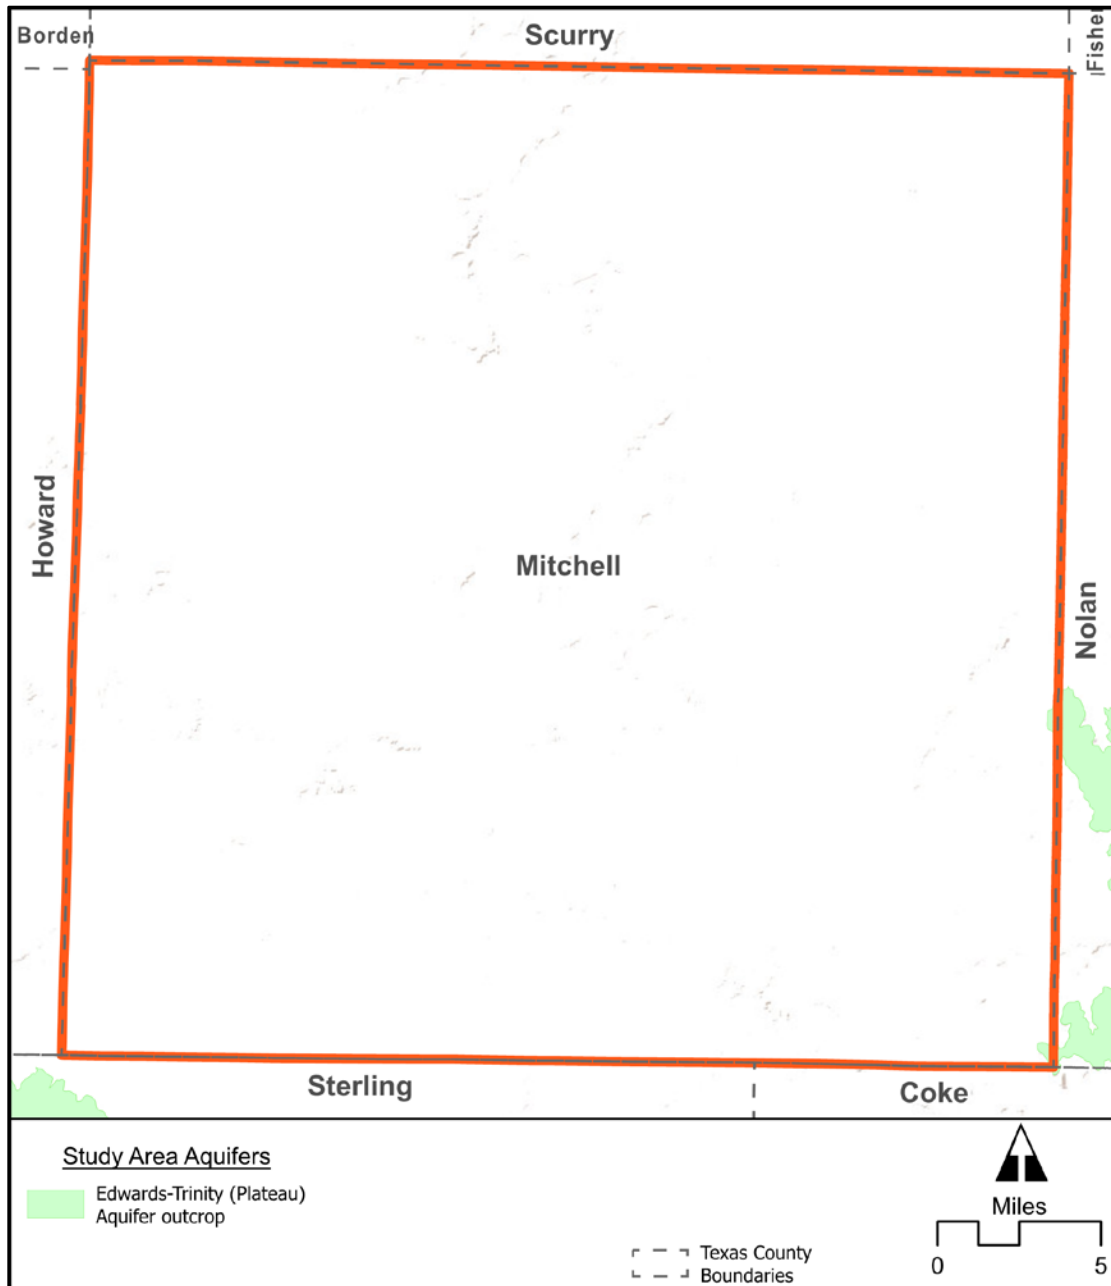 Borden
Scurry
Fisher
Howard
Mitchell
Nolan
Sterling
Coke
Study Area Aquifers
Edwards-Trinity (Plateau)
Aquifer outcrop
Miles
0 5
Texas County
Boundaries